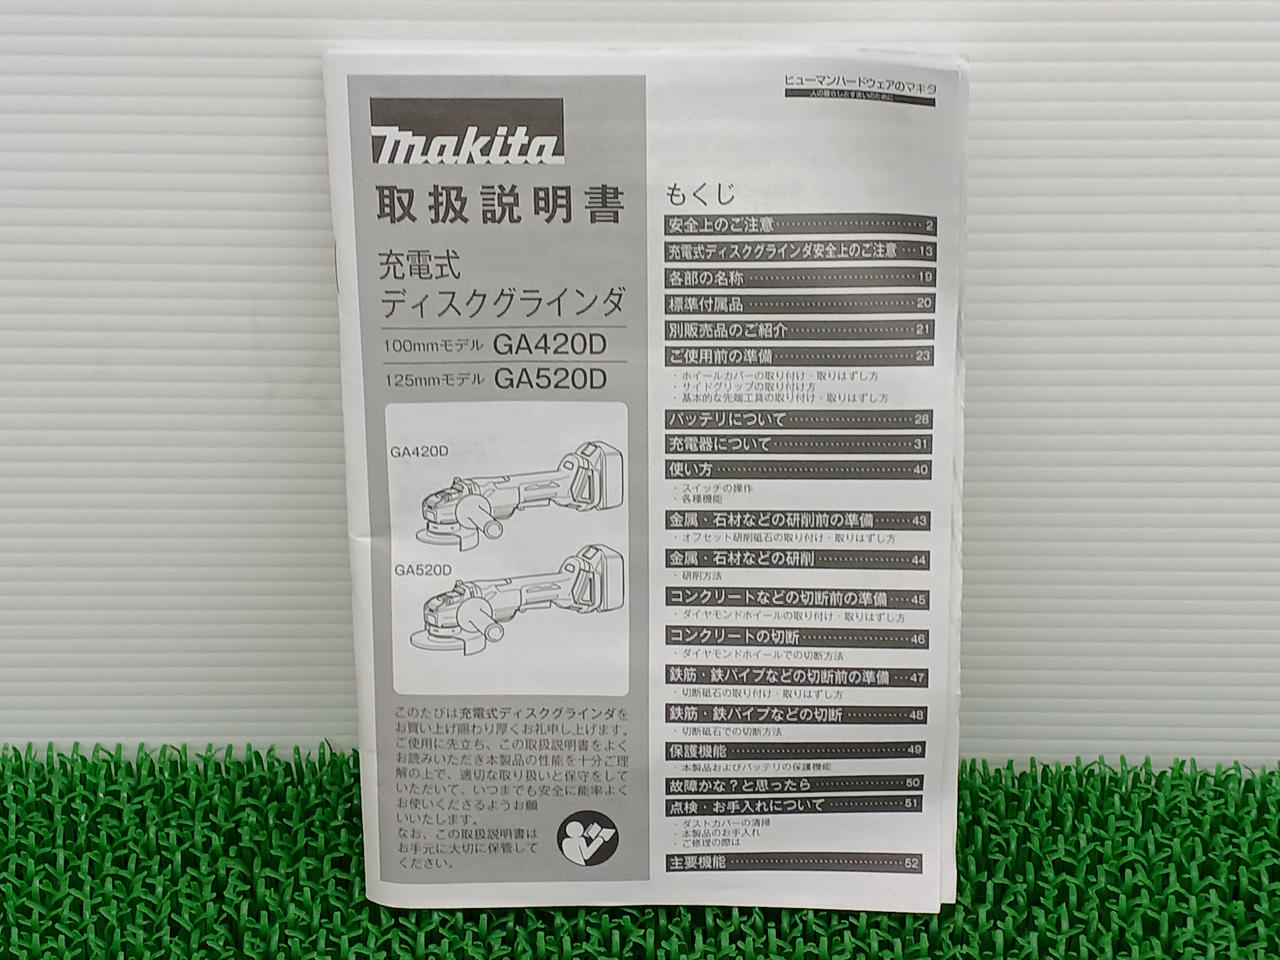 makita
取扱説明書
充電式
ディスクグラインダ
100mmモデル GA420D
125mmモデル GA520D
GA420D
GA520D
このたびは充電式ディスクグラインダを
お買い上げ賜わり厚くお礼申し上げます。
ご使用に先立ち、この取扱説明書をよく
お読みいただき本製品の性能を十分ご理
解の上で、適切な取り扱いと保守をして
いただいて、いつまでも安全に能率よく
お使いくださるようお願
いいたします。
なお、この取扱説明書は
お手元に大切に保管して
ください。
ヒューマンハードウェアのマキタ
人の暮らしとすまいのために
もくじ
安全上のご注意 2
充電式ディスクグラインダ安全上のご注意 13
各部の名称 19
標準付属品 20
別販売品のご紹介 21
ご使用前の準備 23
・ホイールカバーの取り付け・取りはずし方
・サイドグリップの取り付け方
・基本的な先端工具の取り付け・取りはずし方
バッテリについて 28
充電器について 31
使い方 40
・スイッチの操作
・各種機能
金属・石材などの研削前の準備 43
・オフセット研削砥石の取り付け・取りはずし方
金属・石材などの研削 44
・研削方法
コンクリートなどの切断前の準備 45
・ダイヤモンドホイールの取り付け・取りはずし方
コンクリートの切断 46
・ダイヤモンドホイールでの切断方法
鉄筋・鉄パイプなどの切断前の準備 47
・切断砥石の取り付け・取りはずし方
鉄筋・鉄パイプなどの切断 48
・切断砥石での切断方法
保護機能 49
・本製品およびバッテリの保護機能
故障かな？と思ったら 50
点検・お手入れについて 51
・ダストカバーの清掃
・本製品のお手入れ
・ご修理の際は
主要機能 52